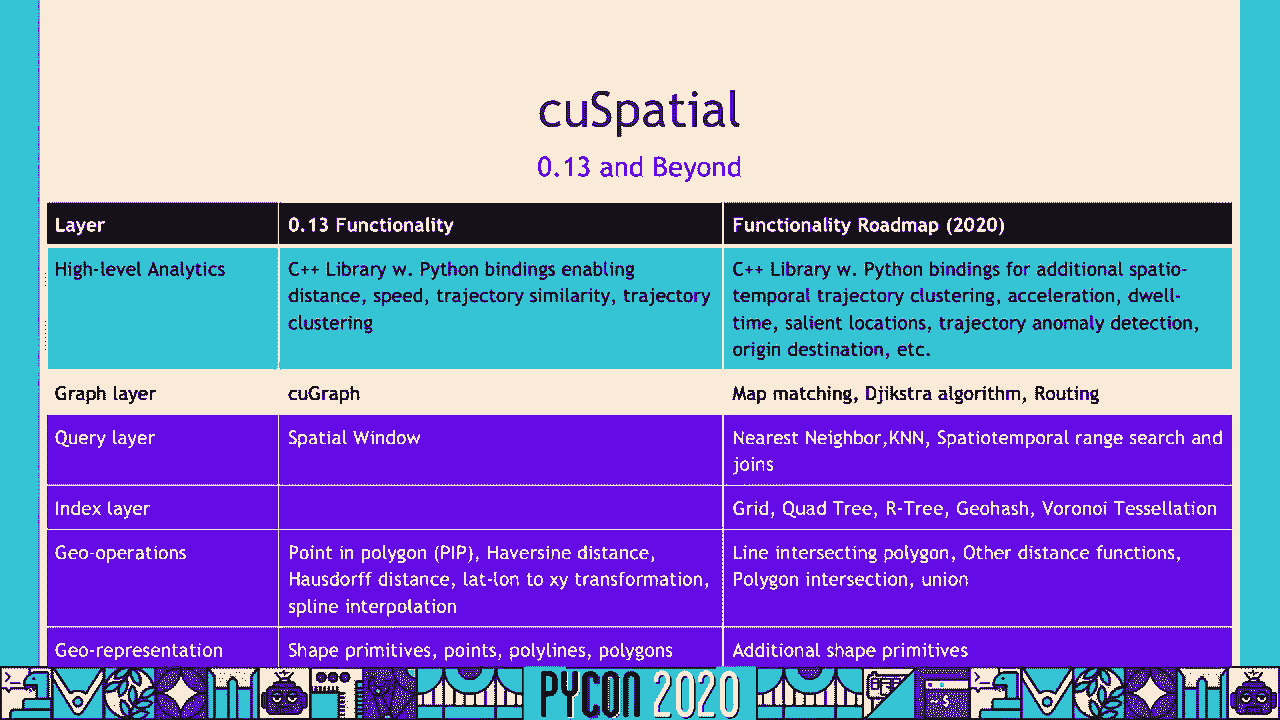 cuSpatial
0.13 and Beyond
Layer
0.13 Functionality
Functionality Roadmap (2020)
High-level Analytics
C++ Library w. Python bindings enabling
distance, speed, trajectory similarity, trajectory
clustering
C++ Library w. Python bindings for additional spatio-
temporal trajectory clustering, acceleration, dwell-
time, salient locations, trajectory anomaly detection,
origin destination, etc.
Graph layer
cuGraph
Map matching, Djikstra algorithm, Routing
Query layer
Spatial Window
Nearest Neighbor,KNN, Spatiotemporal range search and
joins
Index layer
Grid, Quad Tree, R-Tree, Geohash, Voronoi Tessellation
Geo-operations
Point in polygon (PIP), Haversine distance,
Hausdorff distance, lat-lon to xy transformation,
spline interpolation
Line intersecting polygon, Other distance functions,
Polygon intersection, union
Geo-representation
Shape primitives, points, polylines, polygons
Additional shape primitives
PYCON 2020